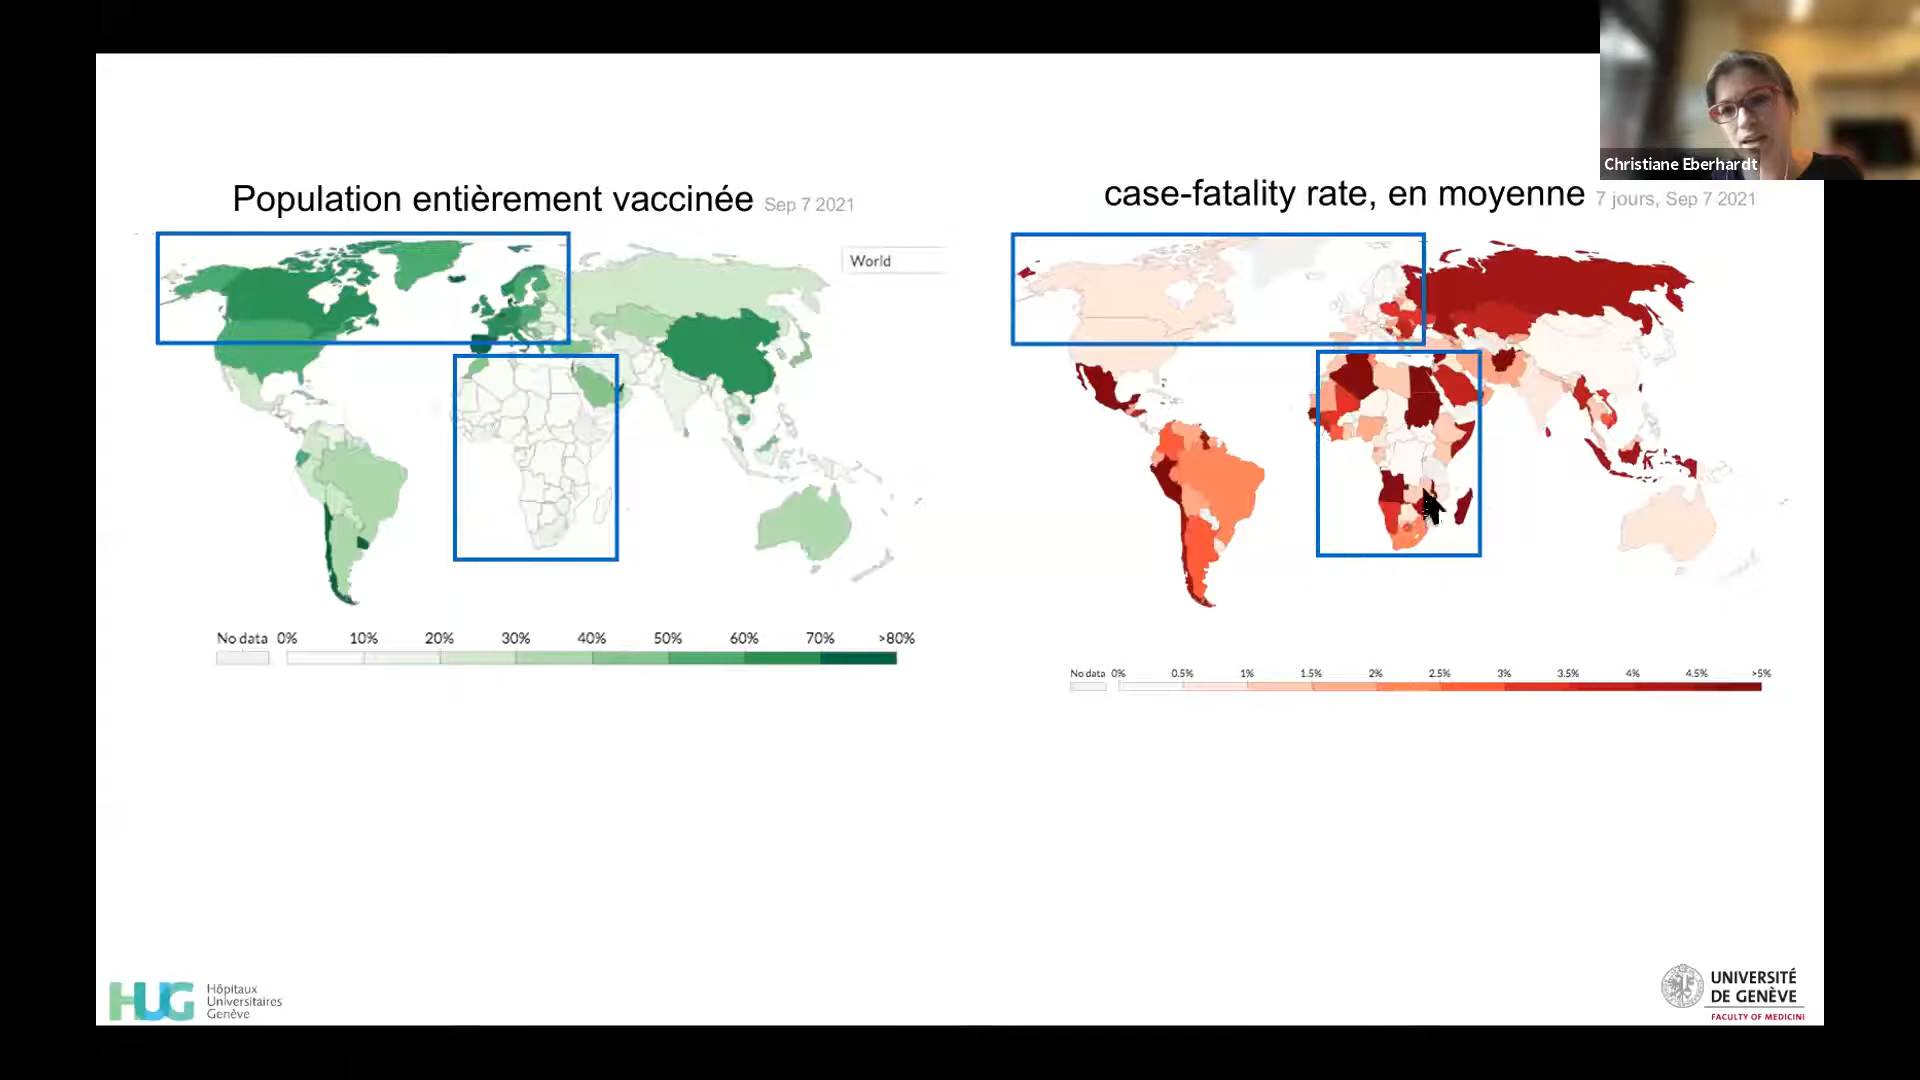 Christiane Eberhardt
Population entièrement vaccinée Sep 7 2021
World
No data 0% 10% 20% 30% 40% 50% 60% 70% >80%
case-fatality rate, en moyenne 7 jours, Sep 7 2021
No data 0% 0.5% 1% 1.5% 2% 2.5% 3% 3.5% 4% 4.5% >5%
HUG
Hôpitaux
Universitaires
Genève
UNIVERSITÉ
DE GENÈVE
FACULTY OF MEDICINI